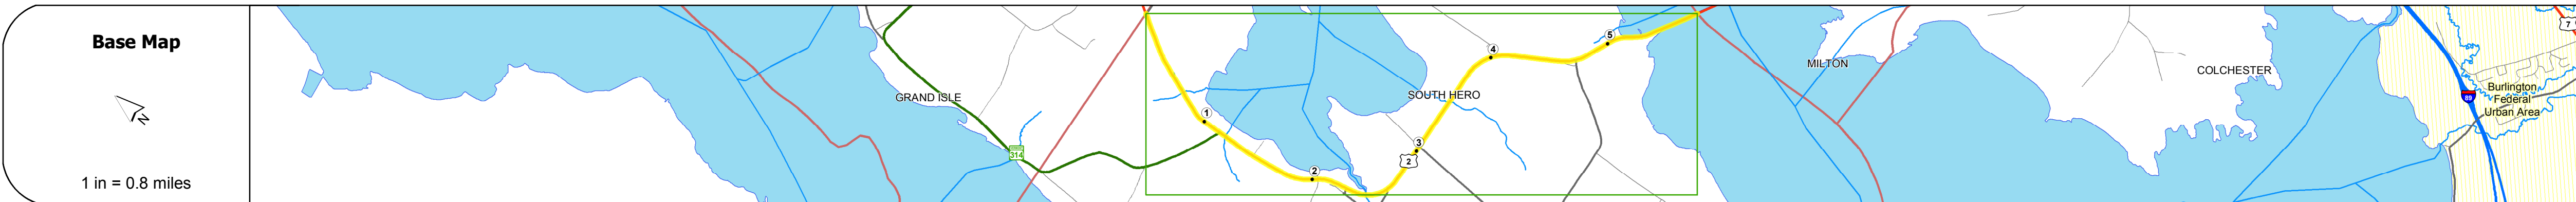 Base Map
N
1 in = 0.8 miles
GRAND ISLE
314
1
2
3
2
SOUTH HERO
4
5
MILTON
COLCHESTER
89
Burlington
Federal
Urban Area
7